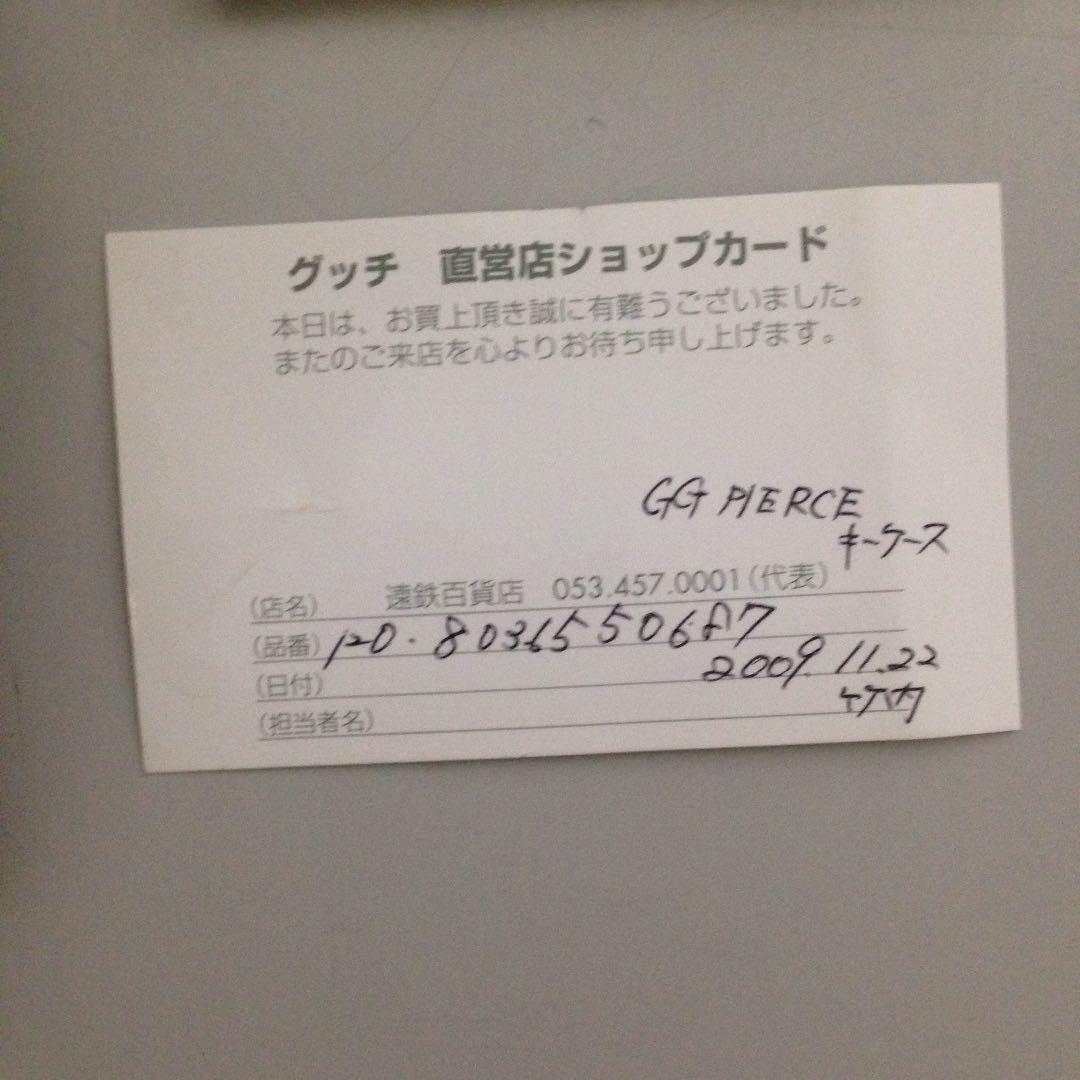 グッチ 直営店ショップカード
本日は、お買上頂き誠に有難うございました。
またのご来店を心よりお待ち申し上げます。
GG PIERCE
キーケース
(店名) 遠鉄百貨店 053.457.0001(代表)
(品番)
(日付) 2009.11.22
(担当者名) 竹内